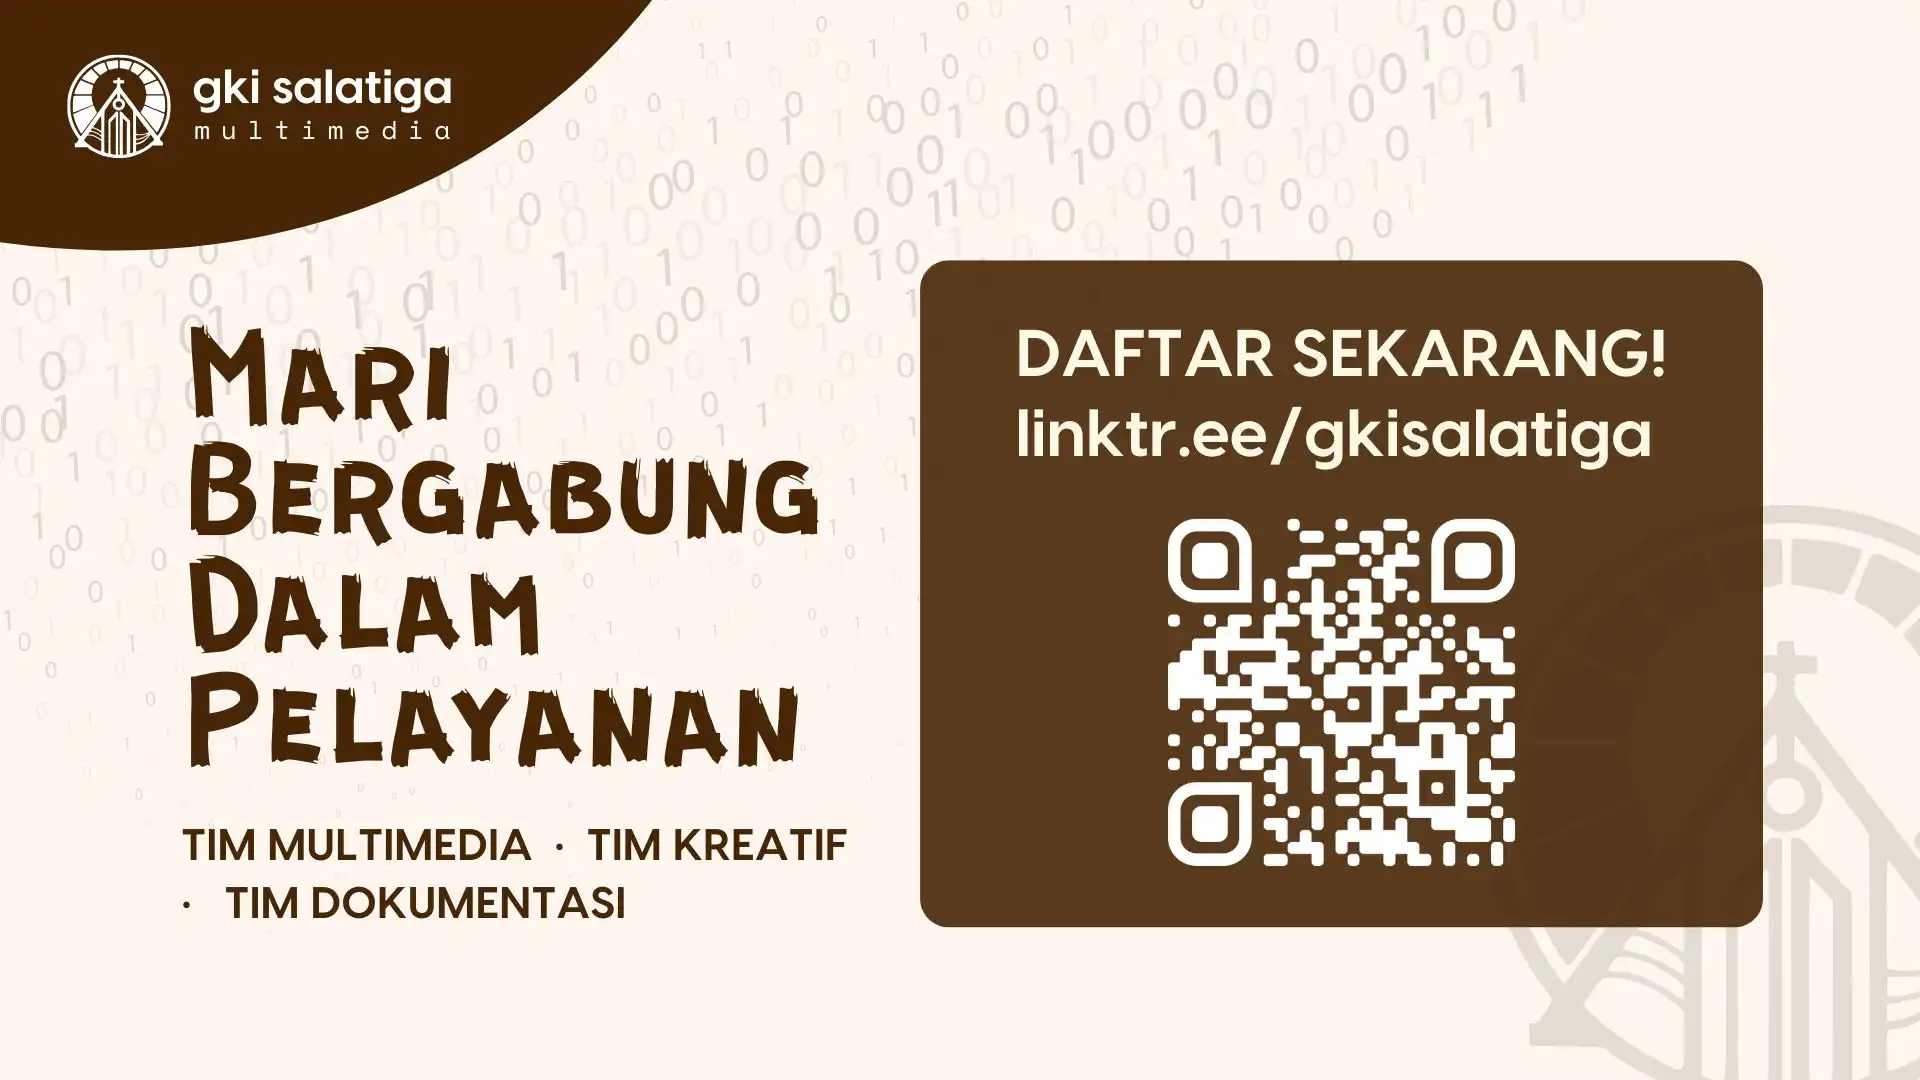 gki salatiga
multimedia
MARI
BERGABUNG
DALAM
PELAYANAN
TIM MULTIMEDIA · TIM KREATIF
· TIM DOKUMENTASI
DAFTAR SEKARANG!
linktr.ee/gkisalatiga